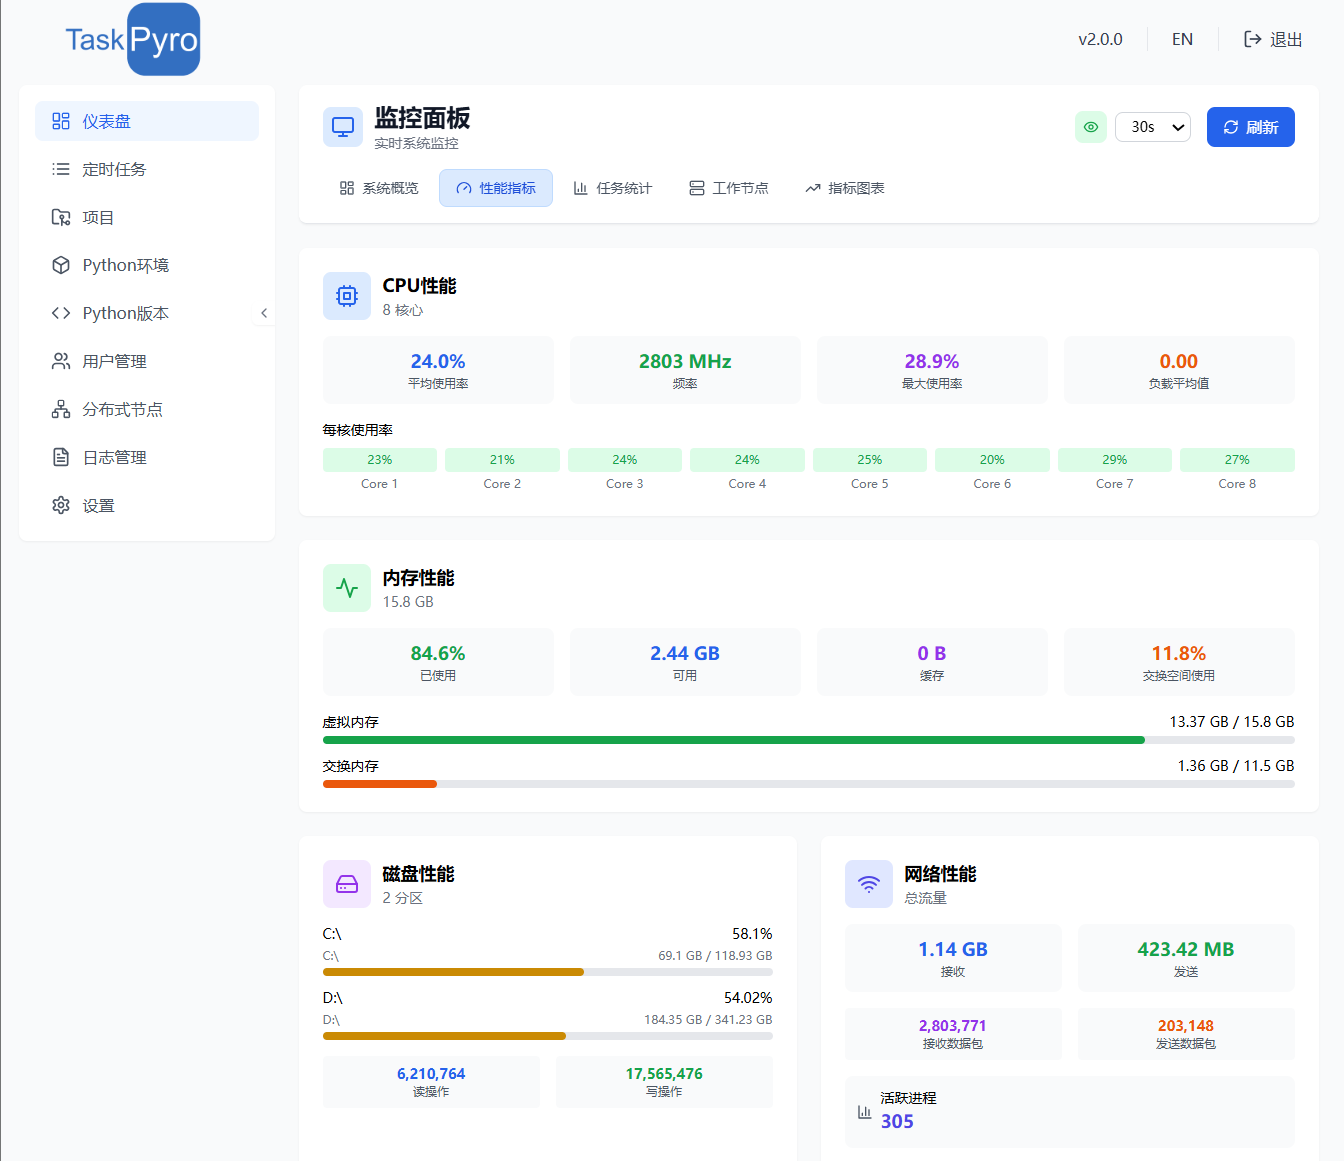 TaskPyro
v2.0.0
EN
退出
仪表盘
定时任务
项目
Python环境
Python版本
用户管理
分布式节点
日志管理
设置
监控面板
实时系统监控
30s
刷新
系统概览
性能指标
任务统计
工作节点
指标图表
CPU性能
8 核心
24.0%
平均使用率
2803 MHz
频率
28.9%
最大使用率
0.00
负载平均值
每核使用率
23%
21%
24%
24%
25%
20%
29%
27%
Core 1
Core 2
Core 3
Core 4
Core 5
Core 6
Core 7
Core 8
内存性能
15.8 GB
84.6%
已使用
2.44 GB
可用
0 B
缓存
11.8%
交换空间使用
虚拟内存
13.37 GB / 15.8 GB
交换内存
1.36 GB / 11.5 GB
磁盘性能
2 分区
C:\
58.1%
C:\
69.1 GB / 118.93 GB
D:\
54.02%
D:\
184.35 GB / 341.23 GB
6,210,764
读操作
17,565,476
写操作
网络性能
总流量
1.14 GB
接收
423.42 MB
发送
2,803,771
接收数据包
203,148
发送数据包
活跃进程
305